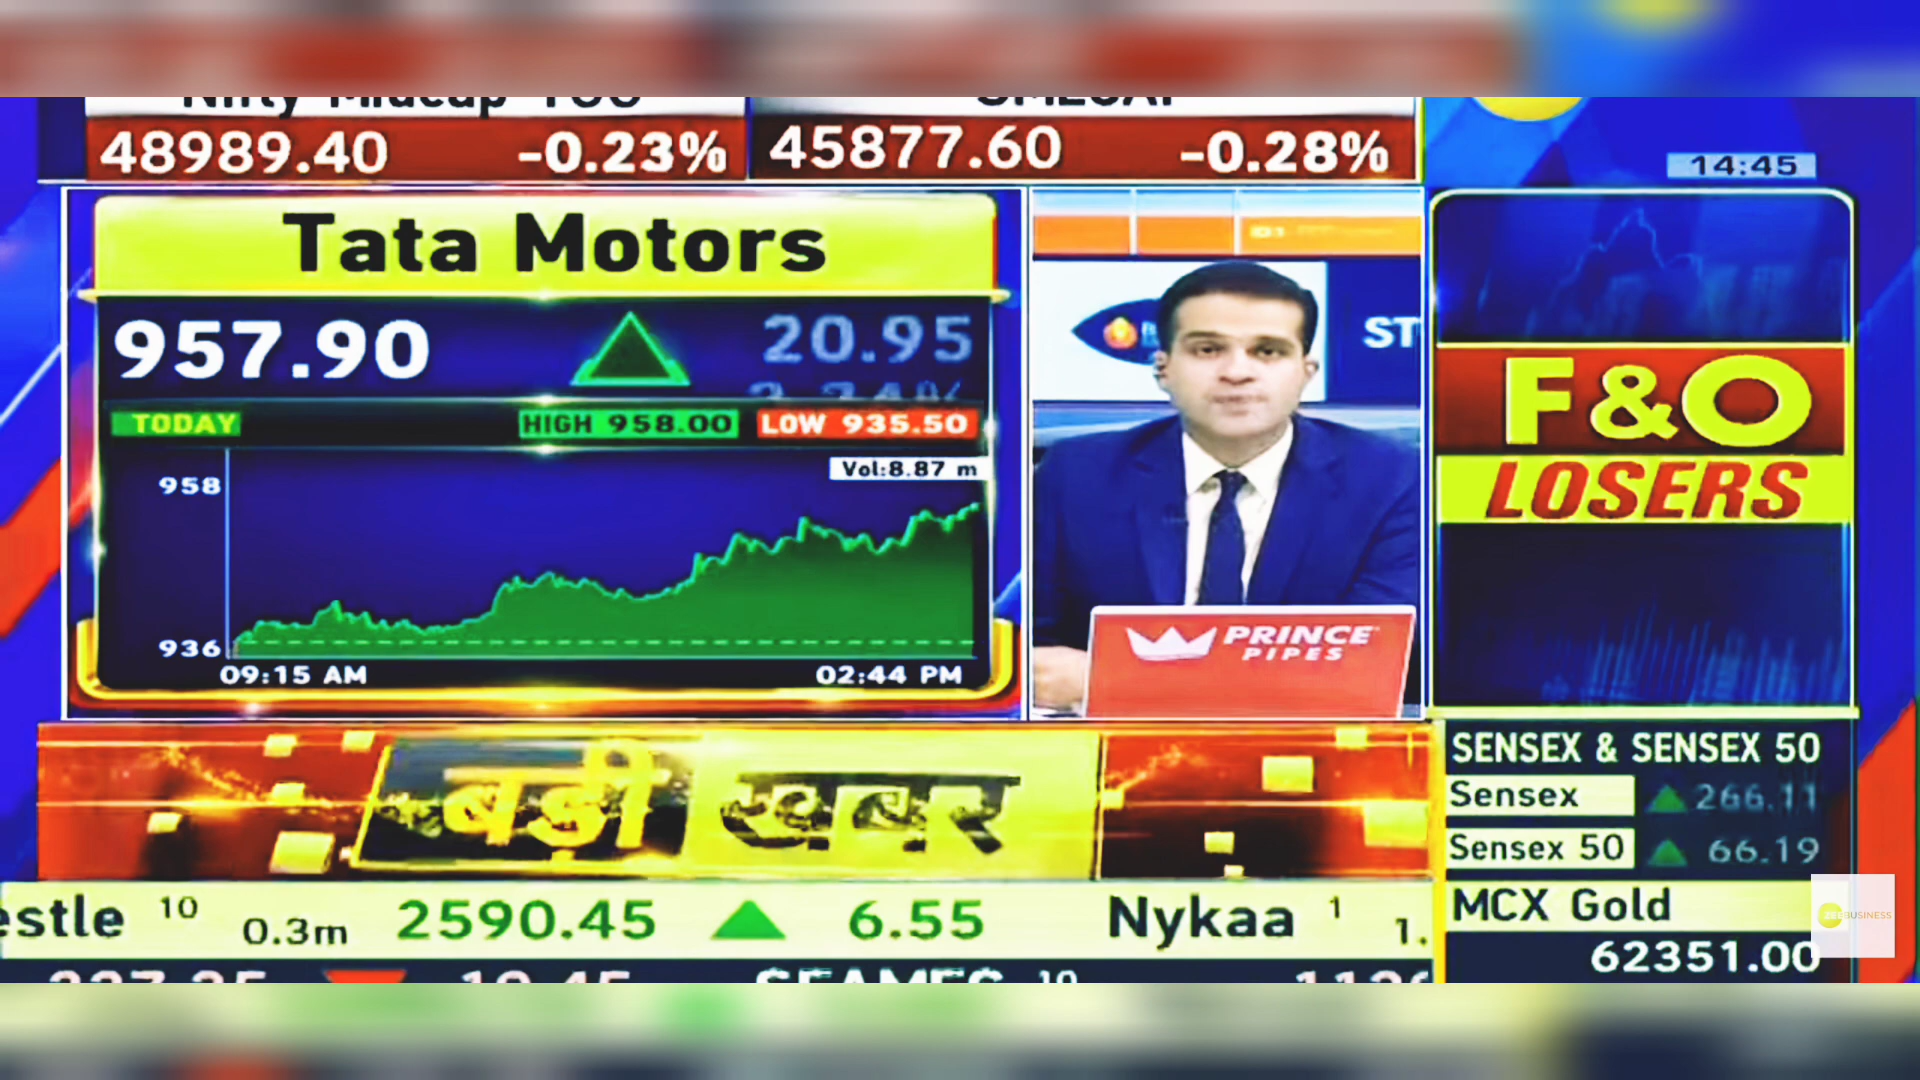 48989.40 -0.23% 45877.60 -0.28%
14:45
Tata Motors
957.90 20.95
TODAY HIGH 958.00 LOW 935.50
Vol:8.87 m
958
936
09:15 AM 02:44 PM
ST
PRINCE
PIPES
F&O
LOSERS
बड़ी खबर
SENSEX & SENSEX 50
Sensex 266.11
Sensex 50 66.19
MCX Gold
62351.00
estle 10 0.3m 2590.45 6.55 Nykaa 1 1.
ZEEBUSINESS